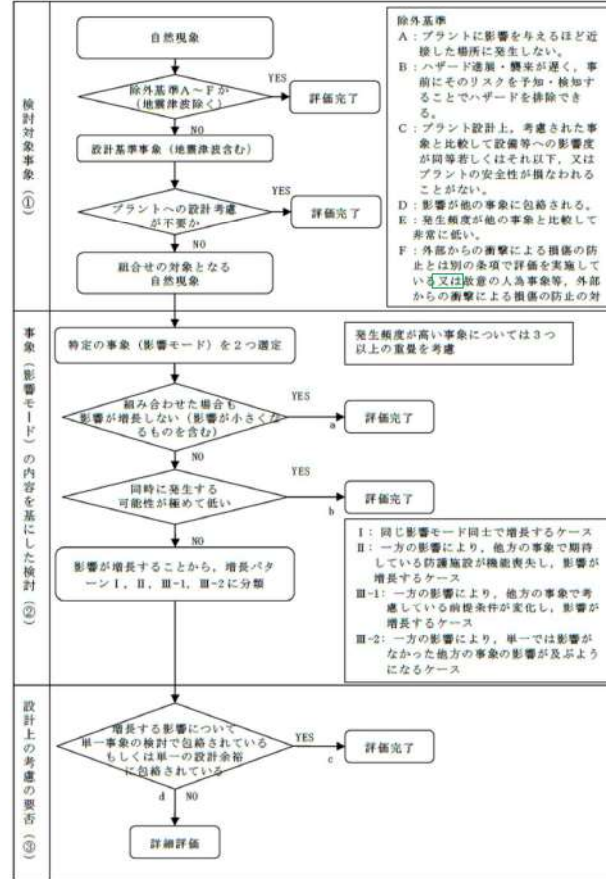 検討対象事象（①）
自然現象
除外基準A～Fか
（地震津波除く）
YES
評価完了
NO
設計基準事象（地震津波含む）
プラントへの設計考慮
が不要か
YES
評価完了
NO
組合せの対象となる
自然現象
除外基準
A：プラントに影響を与えるほど近
接した場所に発生しない。
B：ハザード進展・襲来が遅く，事
前にそのリスクを予知・検知す
ることでハザードを排除でき
る。
C：プラント設計上，考慮された事
象と比較して設備等への影響度
が同等若しくはそれ以下，又は
プラントの安全性が損なわれる
ことがない。
D：影響が他の事象に包絡される。
E：発生頻度が他の事象と比較して
非常に低い。
F：外部からの衝撃による損傷の防
止とは別の条項で評価を実施して
いる又は故意の人為事象等，外部
からの衝撃による損傷の防止の対
事象（影響モード）の内容を基にした検討（②）
特定の事象（影響モード）を2つ選定
発生頻度が高い事象については3つ
以上の重畳を考慮
組み合わせた場合も
影響が増長しない（影響が小さくな
るものを含む）
YES
a
評価完了
NO
同時に発生する
可能性が極めて低い
YES
b
評価完了
NO
影響が増長することから，増長パタ
ーンⅠ，Ⅱ，Ⅲ-1，Ⅲ-2に分類
Ⅰ：同じ影響モード同士で増長するケース
Ⅱ：一方の影響により，他方の事象で期待
している防護施設が機能喪失し，影響が
増長するケース
Ⅲ-1：一方の影響により，他方の事象で考
慮している前提条件が変化し，影響が
増長するケース
Ⅲ-2：一方の影響により，単一では影響が
なかった他方の事象の影響が及ぶよう
になるケース
設計上の考慮の要否（③）
増長する影響について
単一事象の検討で包絡されている
もしくは単一の設計余裕
に包絡されている
YES
c
評価完了
d
NO
詳細評価